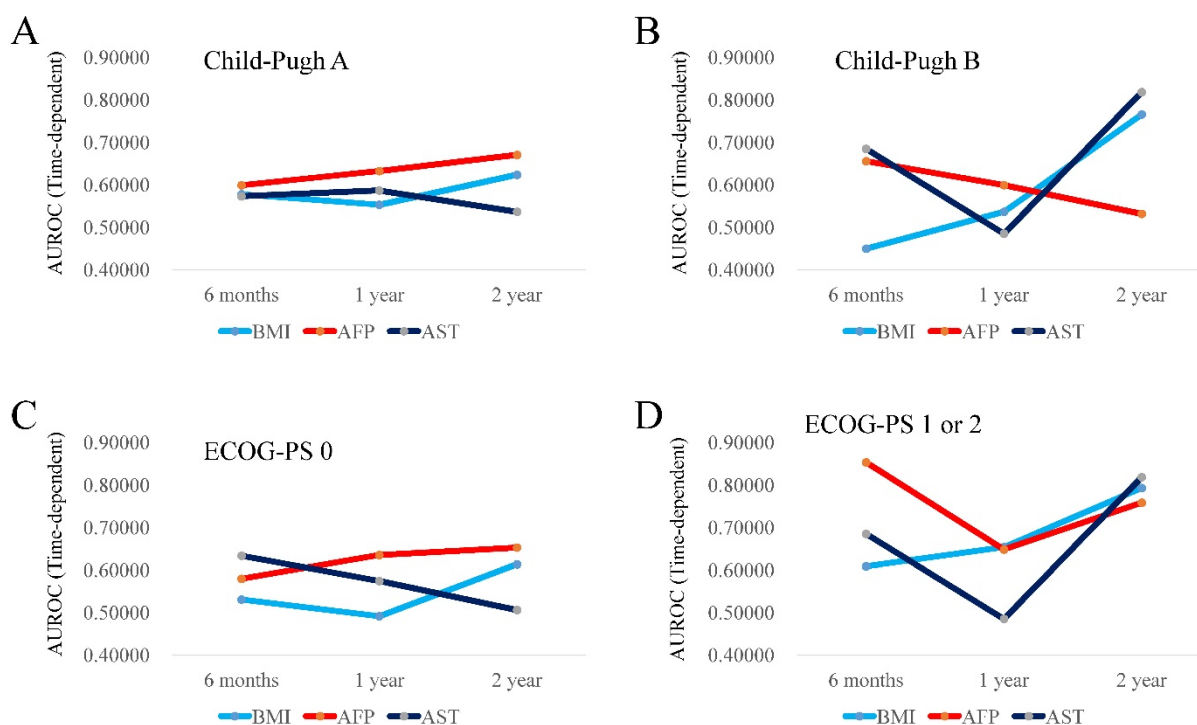 A
Child-Pugh A
AUROC (Time-dependent)
0.90000
0.80000
0.70000
0.60000
0.50000
0.40000
6 months 1 year 2 year
BMI AFP AST
B
Child-Pugh B
AUROC (Time-dependent)
0.90000
0.80000
0.70000
0.60000
0.50000
0.40000
6 months 1 year 2 year
BMI AFP AST
C
ECOG-PS 0
AUROC (Time-dependent)
0.90000
0.80000
0.70000
0.60000
0.50000
0.40000
6 months 1 year 2 year
BMI AFP AST
D
ECOG-PS 1 or 2
AUROC (Time-dependent)
0.90000
0.80000
0.70000
0.60000
0.50000
0.40000
6 months 1 year 2 year
BMI AFP AST